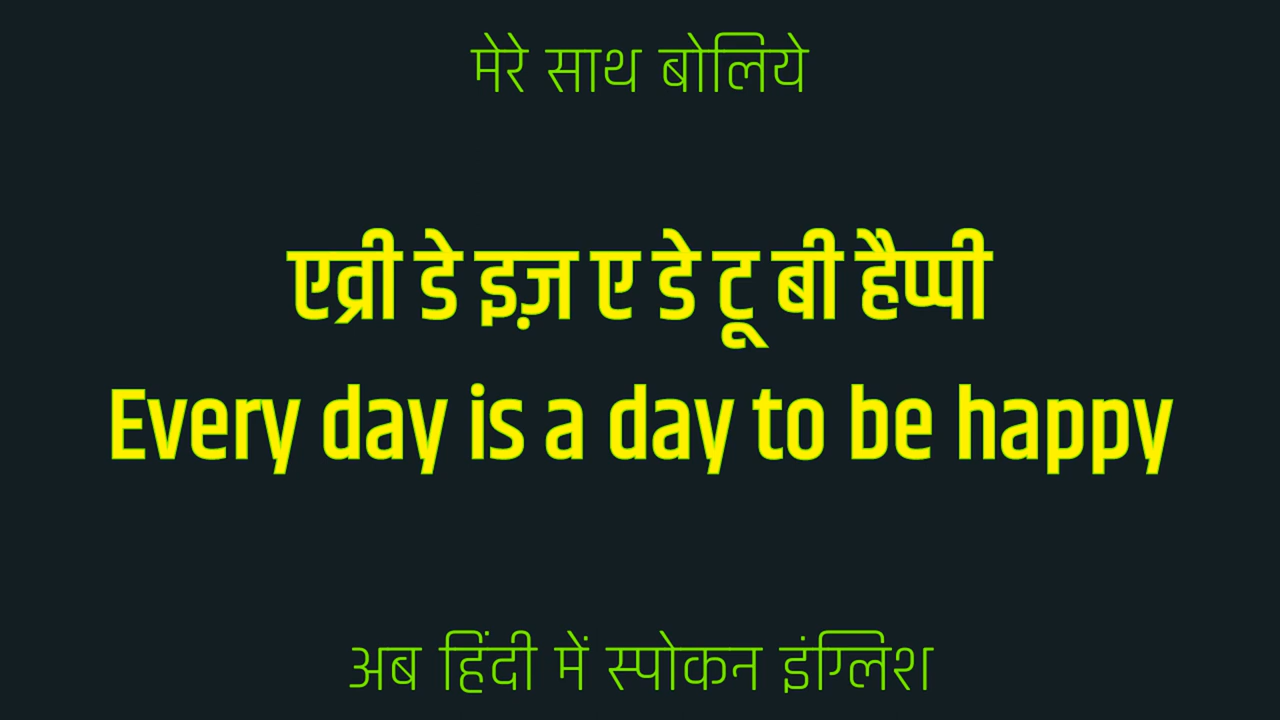 मेरे साथ बोलिये
एव्री डे इज़ ए डे टू बी हैप्पी
Every day is a day to be happy
अब हिंदी में स्पोकन इंग्लिश